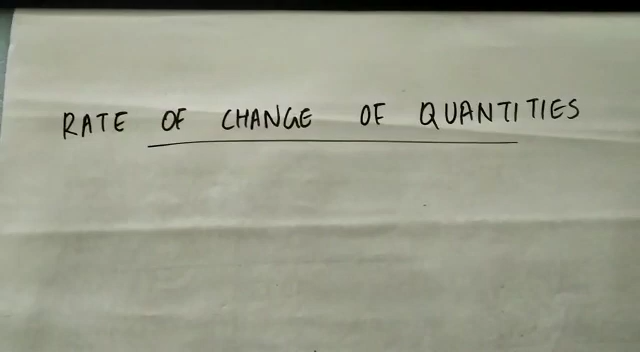 RATE OF CHANGE OF QUANTITIES